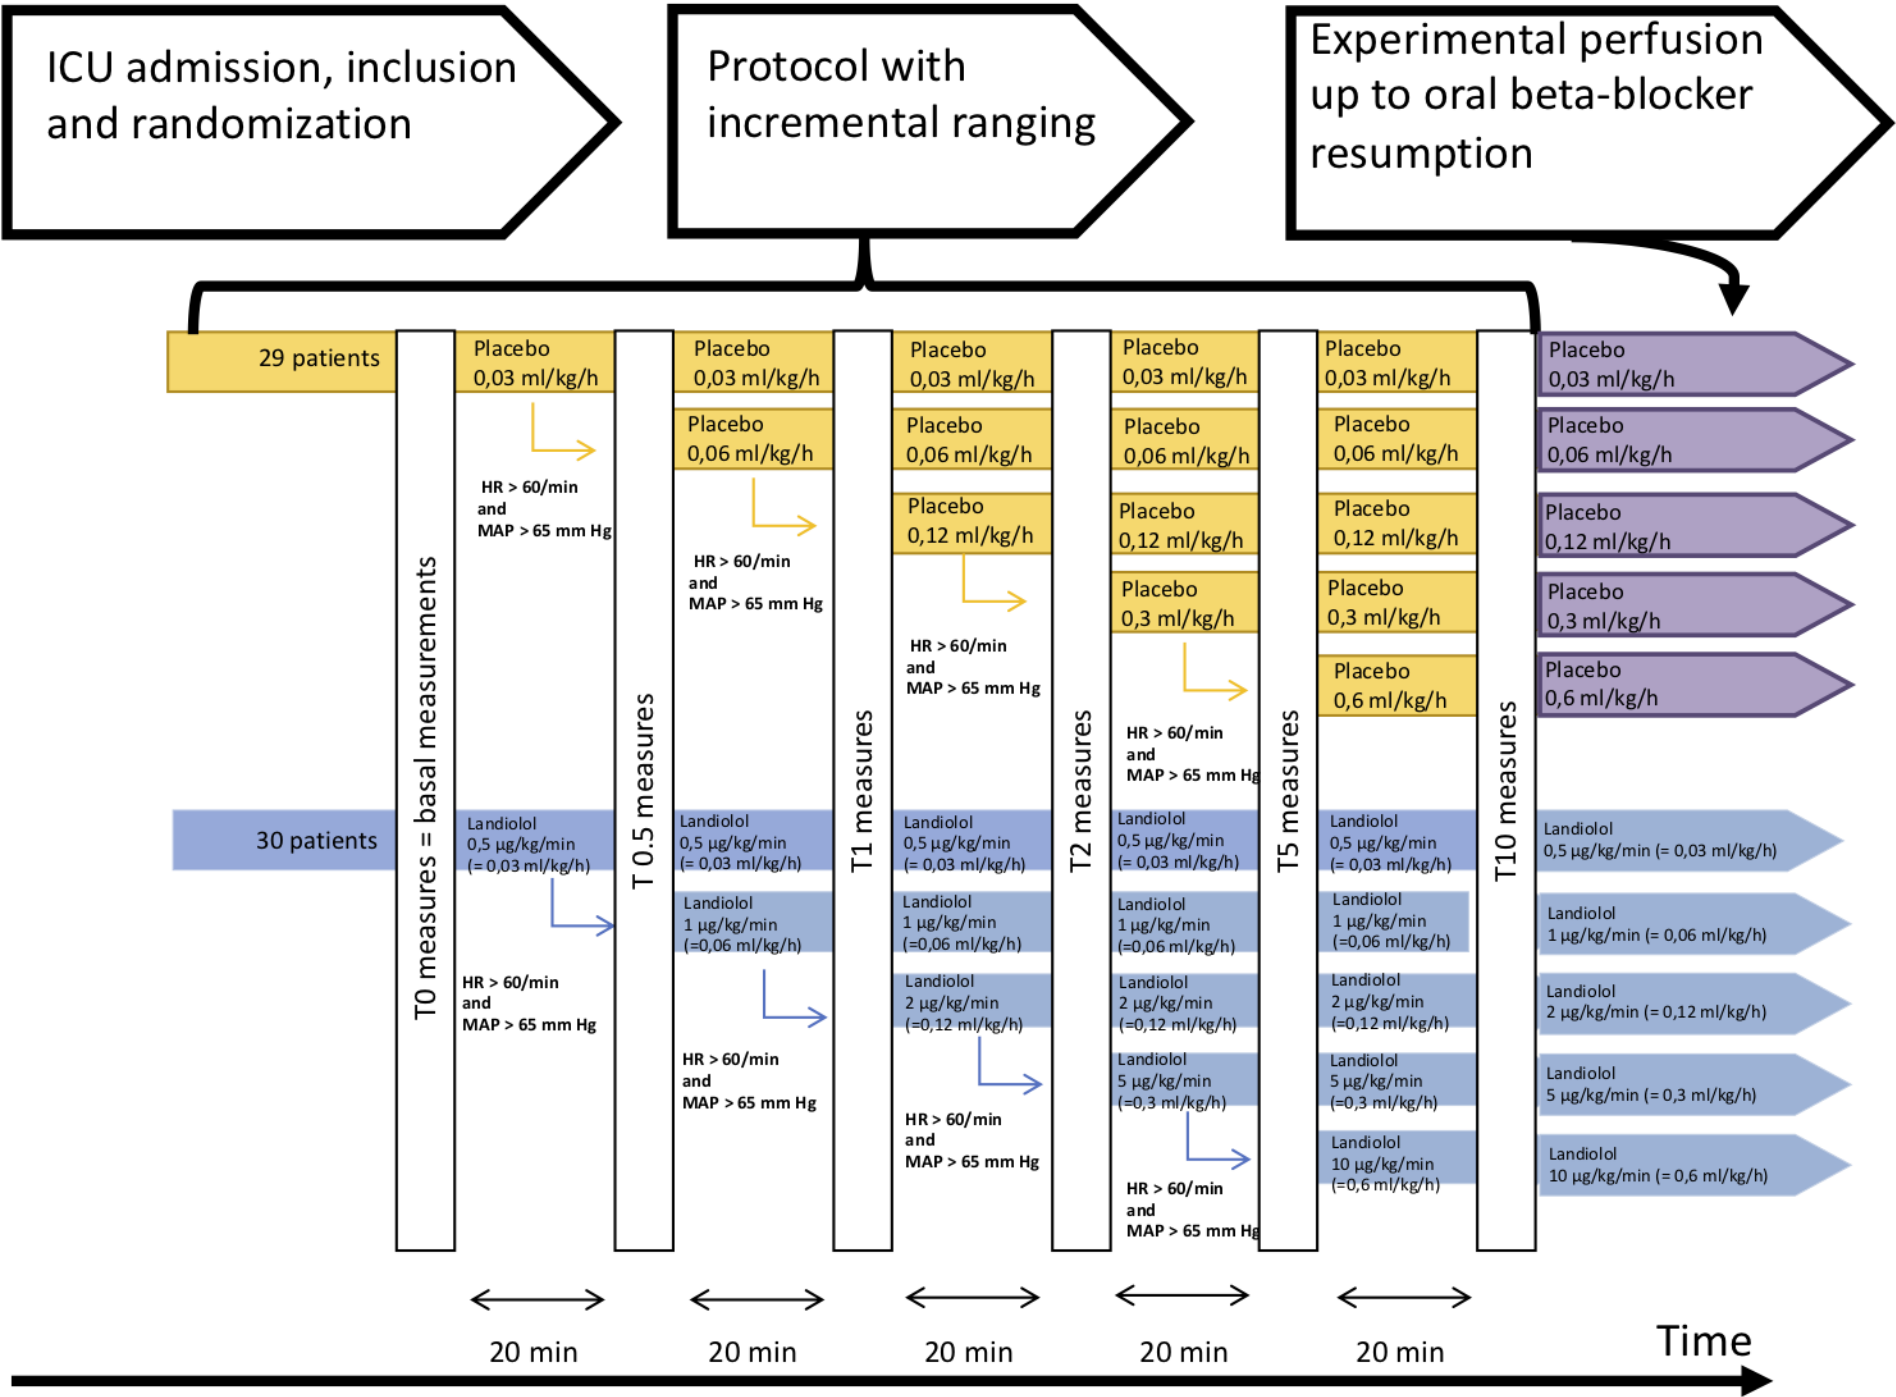 ICU admission, inclusion
and randomization
Protocol with
incremental ranging
Experimental perfusion
up to oral beta-blocker
resumption
29 patients
T0 measures = basal measurements
Placebo
0,03 ml/kg/h
HR > 60/min
and
MAP > 65 mm Hg
T 0.5 measures
Placebo
0,03 ml/kg/h
Placebo
0,06 ml/kg/h
HR > 60/min
and
MAP > 65 mm Hg
T1 measures
Placebo
0,03 ml/kg/h
Placebo
0,06 ml/kg/h
Placebo
0,12 ml/kg/h
HR > 60/min
and
MAP > 65 mm Hg
T2 measures
Placebo
0,03 ml/kg/h
Placebo
0,06 ml/kg/h
Placebo
0,12 ml/kg/h
Placebo
0,3 ml/kg/h
HR > 60/min
and
MAP > 65 mm Hg
T5 measures
Placebo
0,03 ml/kg/h
Placebo
0,06 ml/kg/h
Placebo
0,12 ml/kg/h
Placebo
0,3 ml/kg/h
Placebo
0,6 ml/kg/h
T10 measures
Placebo
0,03 ml/kg/h
Placebo
0,06 ml/kg/h
Placebo
0,12 ml/kg/h
Placebo
0,3 ml/kg/h
Placebo
0,6 ml/kg/h
30 patients
Landiolol
0,5 µg/kg/min
(= 0,03 ml/kg/h)
HR > 60/min
and
MAP > 65 mm Hg
Landiolol
0,5 µg/kg/min
(= 0,03 ml/kg/h)
Landiolol
1 µg/kg/min
(=0,06 ml/kg/h)
HR > 60/min
and
MAP > 65 mm Hg
Landiolol
0,5 µg/kg/min
(= 0,03 ml/kg/h)
Landiolol
1 µg/kg/min
(=0,06 ml/kg/h)
Landiolol
2 µg/kg/min
(=0,12 ml/kg/h)
HR > 60/min
and
MAP > 65 mm Hg
Landiolol
0,5 µg/kg/min
(= 0,03 ml/kg/h)
Landiolol
1 µg/kg/min
(=0,06 ml/kg/h)
Landiolol
2 µg/kg/min
(=0,12 ml/kg/h)
Landiolol
5 µg/kg/min
(=0,3 ml/kg/h)
HR > 60/min
and
MAP > 65 mm Hg
Landiolol
0,5 µg/kg/min
(= 0,03 ml/kg/h)
Landiolol
1 µg/kg/min
(=0,06 ml/kg/h)
Landiolol
2 µg/kg/min
(=0,12 ml/kg/h)
Landiolol
5 µg/kg/min
(=0,3 ml/kg/h)
Landiolol
10 µg/kg/min
(=0,6 ml/kg/h)
Landiolol
0,5 µg/kg/min (= 0,03 ml/kg/h)
Landiolol
1 µg/kg/min (= 0,06 ml/kg/h)
Landiolol
2 µg/kg/min (= 0,12 ml/kg/h)
Landiolol
5 µg/kg/min (= 0,3 ml/kg/h)
Landiolol
10 µg/kg/min (= 0,6 ml/kg/h)
20 min
20 min
20 min
20 min
20 min
Time